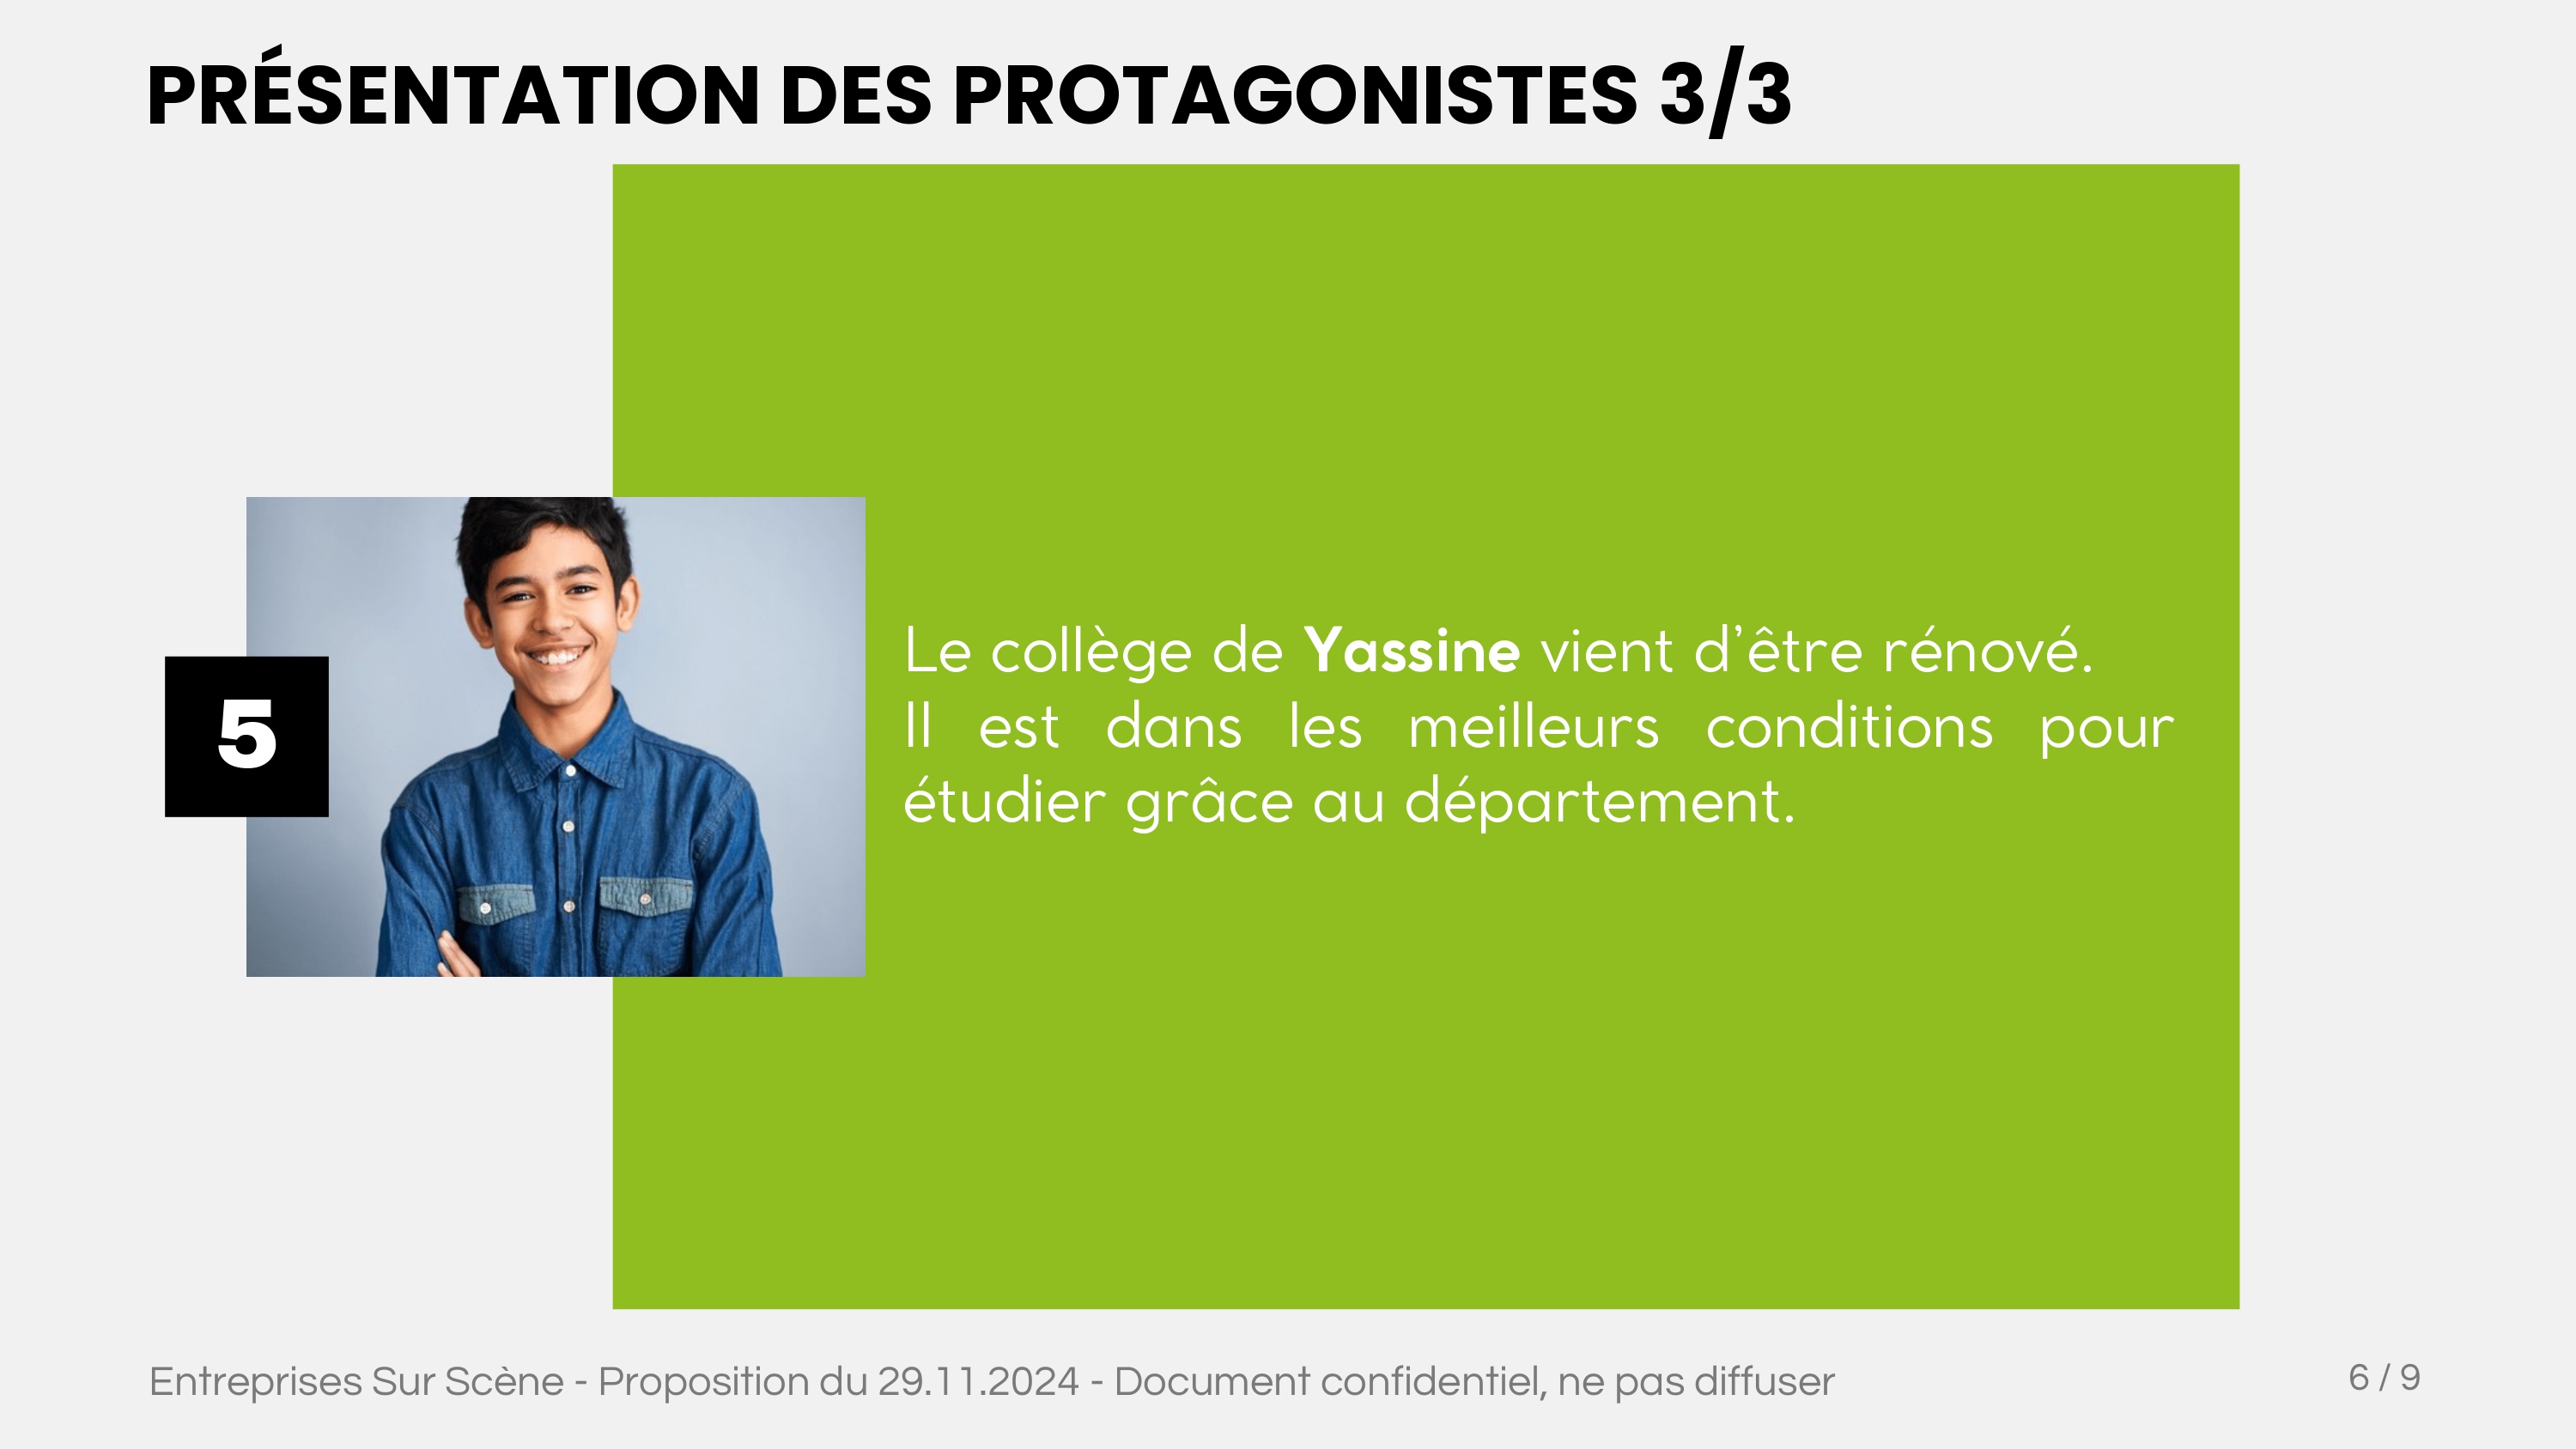 PRÉSENTATION DES PROTAGONISTES 3/3
5
Le collège de Yassine vient d’être rénové.
Il est dans les meilleurs conditions pour
étudier grâce au département.
Entreprises Sur Scène - Proposition du 29.11.2024 - Document confidentiel, ne pas diffuser
6 / 9